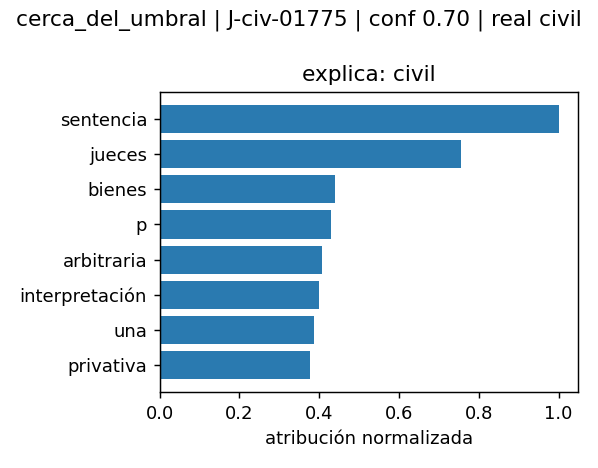 cerca_del_umbral | J-civ-01775 | conf 0.70 | real civil
explica: civil
sentencia
jueces
bienes
p
arbitraria
interpretación
una
privativa
0.0 0.2 0.4 0.6 0.8 1.0
atribución normalizada